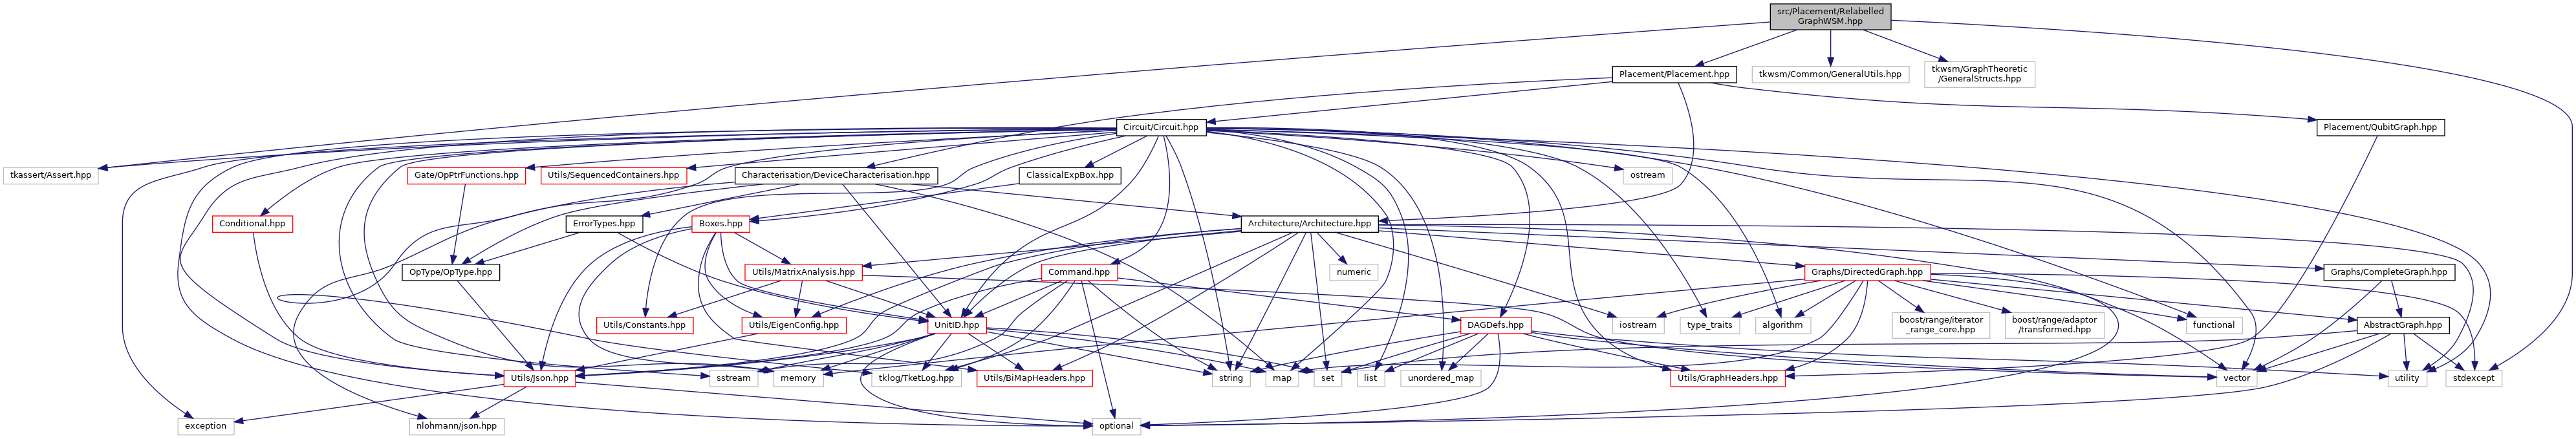 src/Placement/Relabelled
GraphWSM.hpp
Placement/Placement.hpp
tkwsm/Common/GeneralUtils.hpp
tkwsm/GraphTheoretic
/GeneralStructs.hpp
Circuit/Circuit.hpp
Placement/QubitGraph.hpp
tkassert/Assert.hpp
Gate/OpPtrFunctions.hpp
Utils/SequencedContainers.hpp
Characterisation/DeviceCharacterisation.hpp
ClassicalExpBox.hpp
ostream
Conditional.hpp
ErrorTypes.hpp
Boxes.hpp
Architecture/Architecture.hpp
OpType/OpType.hpp
Utils/MatrixAnalysis.hpp
Command.hpp
numeric
Graphs/DirectedGraph.hpp
Graphs/CompleteGraph.hpp
Utils/Constants.hpp
Utils/EigenConfig.hpp
UnitID.hpp
DAGDefs.hpp
iostream
type_traits
algorithm
boost/range/iterator
_range_core.hpp
boost/range/adaptor
/transformed.hpp
functional
AbstractGraph.hpp
Utils/Json.hpp
sstream
memory
tklog/TketLog.hpp
Utils/BiMapHeaders.hpp
string
map
set
list
unordered_map
Utils/GraphHeaders.hpp
vector
utility
stdexcept
exception
nlohmann/json.hpp
optional